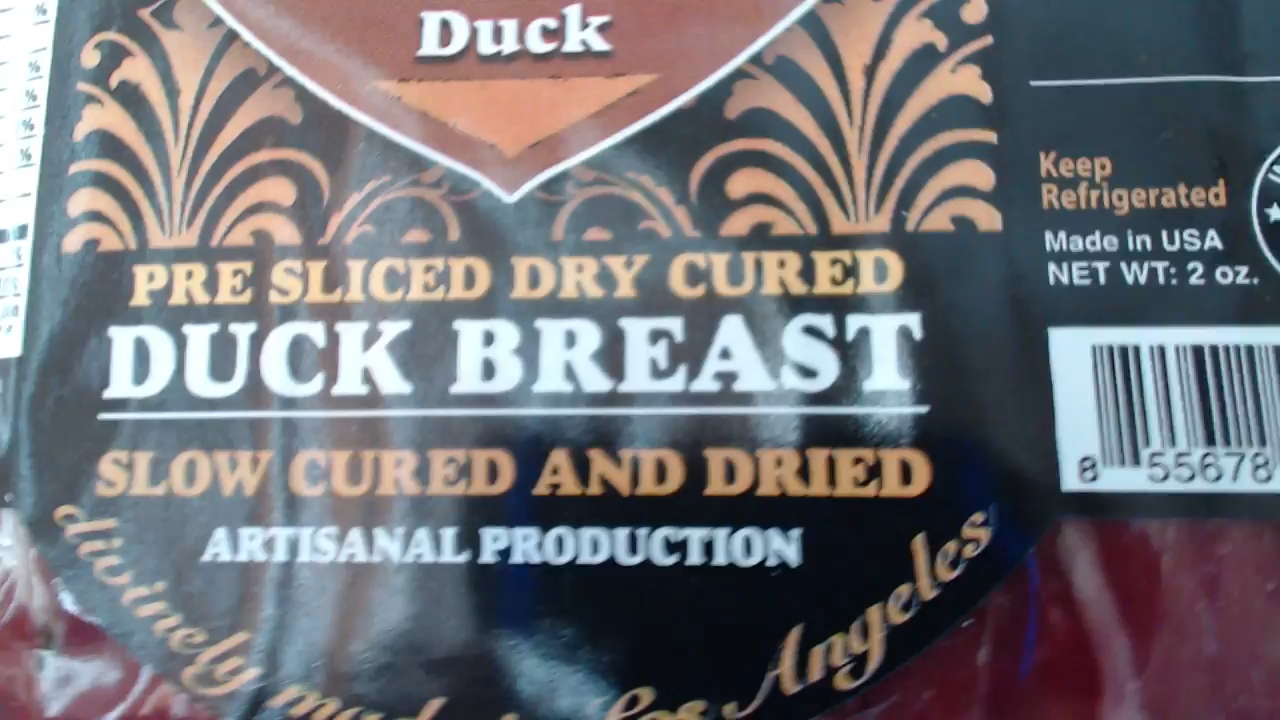 Duck
PRE SLICED DRY CURED
DUCK BREAST
SLOW CURED AND DRIED
ARTISANAL PRODUCTION
divinely made in Los Angeles
Keep
Refrigerated
Made in USA
NET WT: 2 oz.
8 55678
%
%
%
%
%